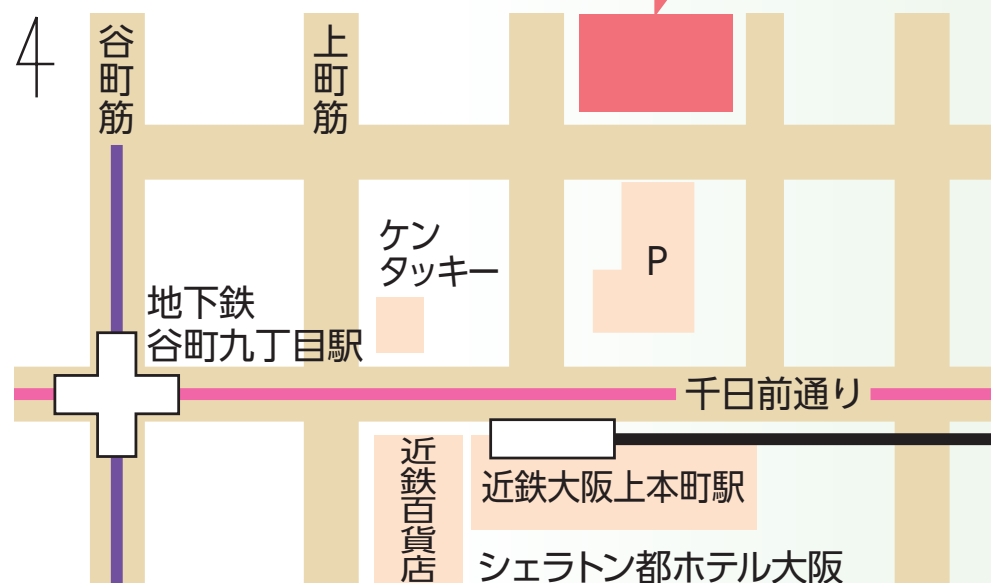 谷町筋
上町筋
ケン
タッキー
P
地下鉄
谷町九丁目駅
千日前通り
近鉄百貨店
近鉄大阪上本町駅
シェラトン都ホテル大阪